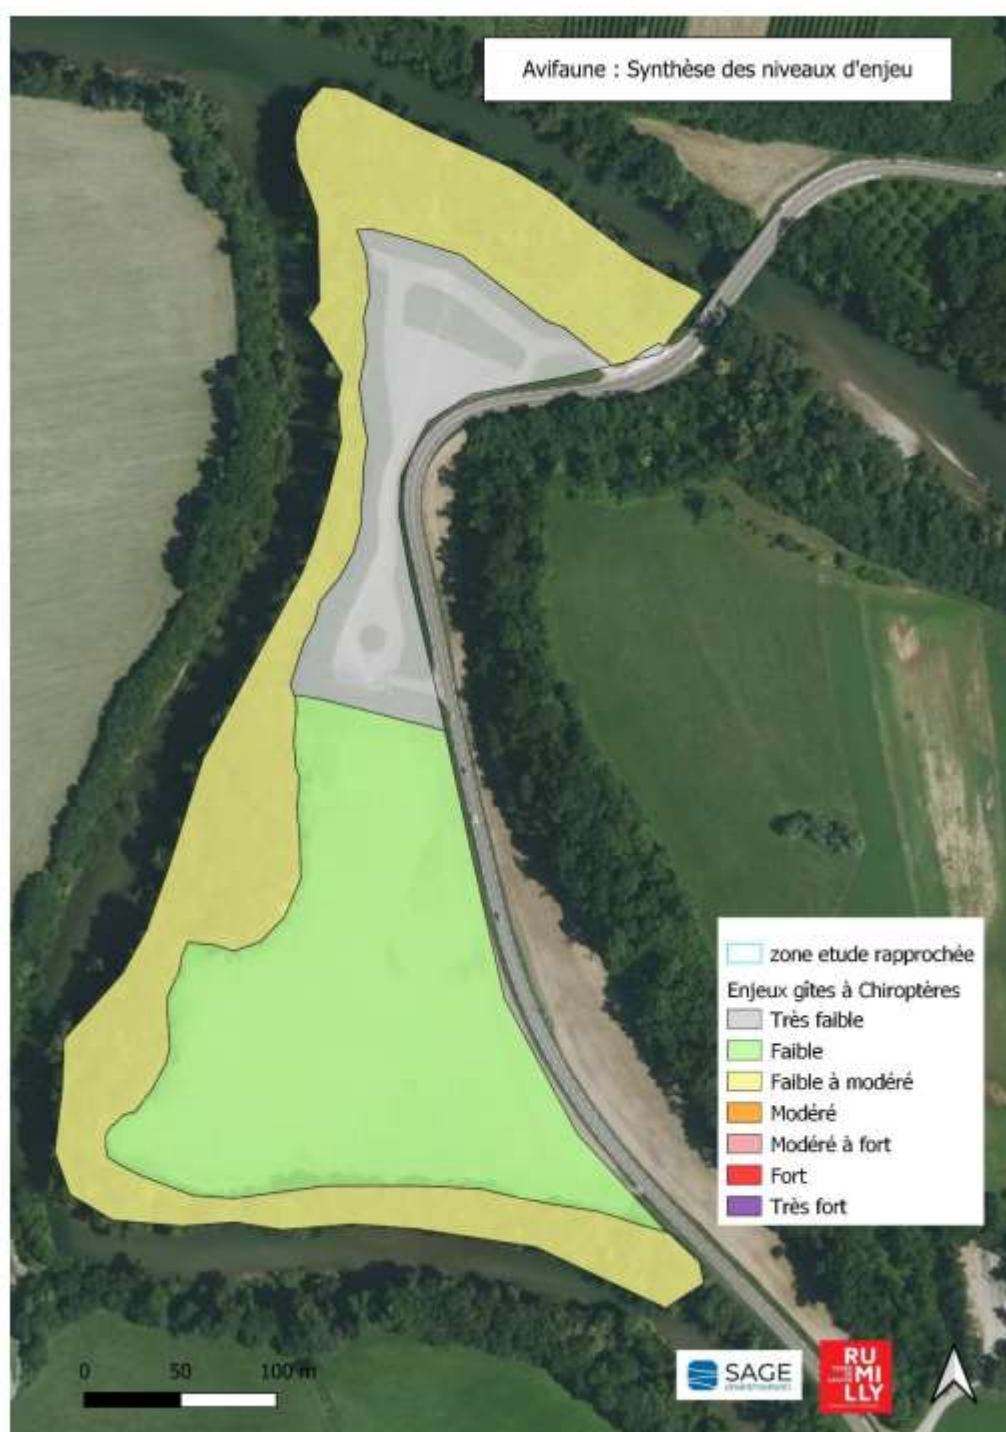 Avifaune : Synthèse des niveaux d'enjeu
zone etude rapprochée
Enjeux gîtes à Chiroptères
Très faible
Faible
Faible à modéré
Modéré
Modéré à fort
Fort
Très fort
0 50 100 m
SAGE
RU
MI
LLY